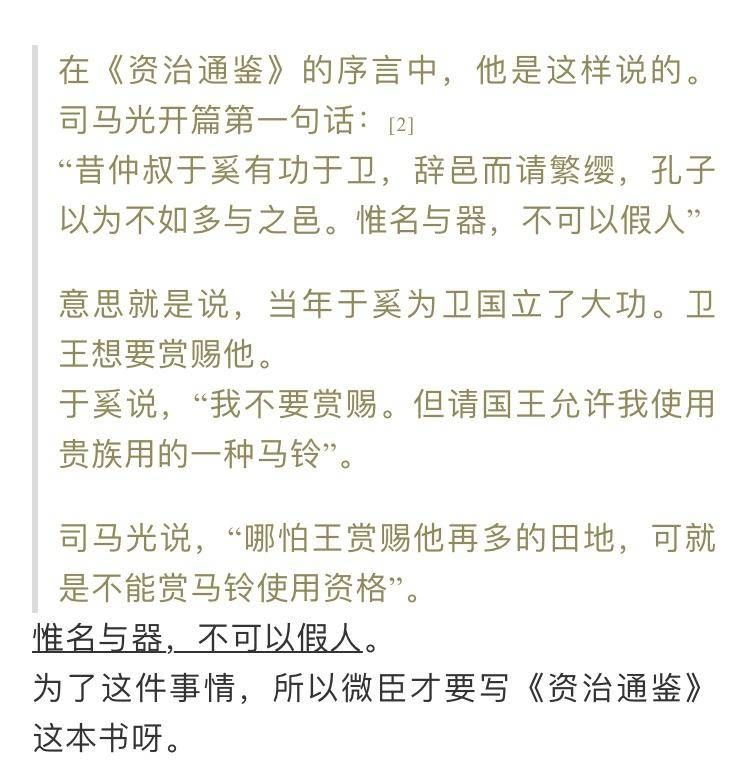 在《资治通鉴》的序言中，他是这样说的。
司马光开篇第一句话：[2]
“昔仲叔于奚有功于卫，辞邑而请繁缨，孔子
以为不如多与之邑。惟名与器，不可以假人”
意思就是说，当年于奚为卫国立了大功。卫
王想要赏赐他。
于奚说，“我不要赏赐。但请国王允许我使用
贵族用的一种马铃”。
司马光说，“哪怕王赏赐他再多的田地，可就
是不能赏马铃使用资格”。
惟名与器，不可以假人。
为了这件事情，所以微臣才要写《资治通鉴》
这本书呀。